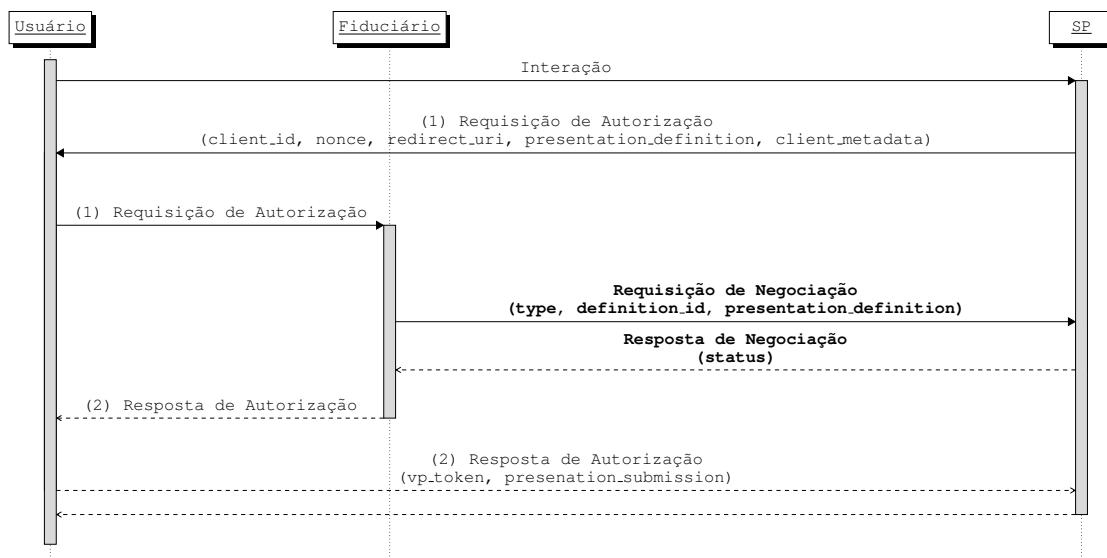 Usuário
Fiduciário
SP
Interação
(1) Requisição de Autorização
(client_id, nonce, redirect_uri, presentation_definition, client_metadata)
(1) Requisição de Autorização
Requisição de Negociação
(type, definition_id, presentation_definition)
Resposta de Negociação
(status)
(2) Resposta de Autorização
(2) Resposta de Autorização
(vp_token, presenation_submission)